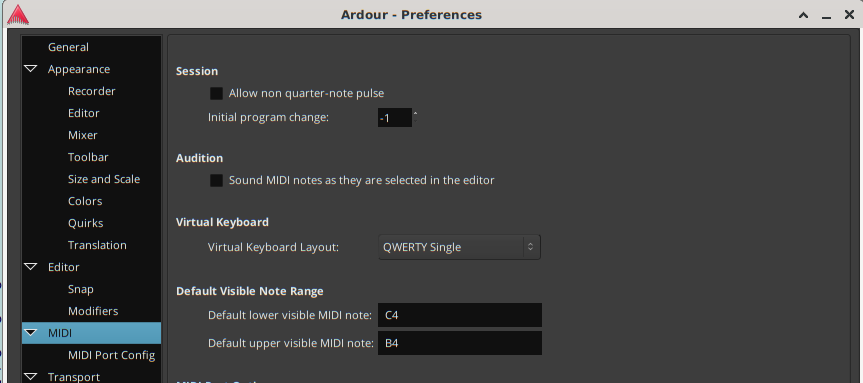 Ardour - Preferences
General
Appearance
Recorder
Editor
Mixer
Toolbar
Size and Scale
Colors
Quirks
Translation
Editor
Snap
Modifiers
MIDI
MIDI Port Config
Transport
Session
Allow non quarter-note pulse
Initial program change: -1
Audition
Sound MIDI notes as they are selected in the editor
Virtual Keyboard
Virtual Keyboard Layout: QWERTY Single
Default Visible Note Range
Default lower visible MIDI note: C4
Default upper visible MIDI note: B4